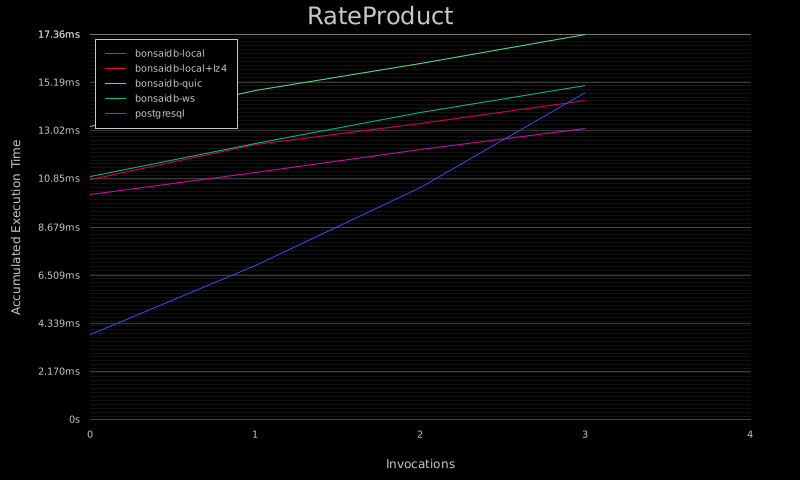 RateProduct
17.36ms
15.19ms
13.02ms
10.85ms
8.679ms
6.509ms
4.339ms
2.170ms
0s
Accumulated Execution Time
bonsaidb-local
bonsaidb-local+lz4
bonsaidb-quic
bonsaidb-ws
postgresql
0 1 2 3 4
Invocations